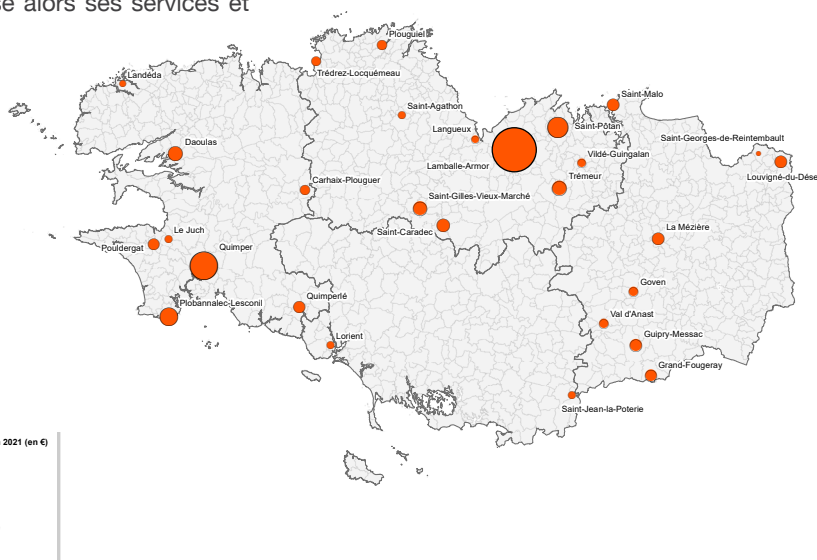 se alors ses services et
Plouguiel
Trédrez-Locquémeau
Landéda
Saint-Malo
Saint-Agathon
Langueux
Saint-Pôtan
Saint-Georges-de-Reintembault
Daoulas
Vildé-Guingalan
Lamballe-Armor
Trémeur
Louvigné-du-Dése
Carhaix-Plouguer
Saint-Gilles-Vieux-Marché
La Mézière
Le Juch
Saint-Caradec
Pouldergat
Quimper
Goven
Quimperlé
Plobannalec-Lesconil
Val d'Anast
Lorient
Guipry-Messac
Grand-Fougeray
Saint-Jean-la-Poterie
2021 (en €)